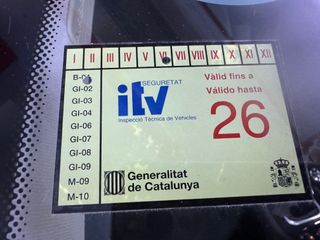 I II III IV V VI VII VIII IX X XI XII
B-01
GI-02
GI-03
GI-04
GI-06
GI-07
GI-08
GI-09
M-09
M-10
SEGURETAT
itv
Inspecció Tècnica de Vehicles
Vàlid fins a
Válido hasta
26
Generalitat
de Catalunya